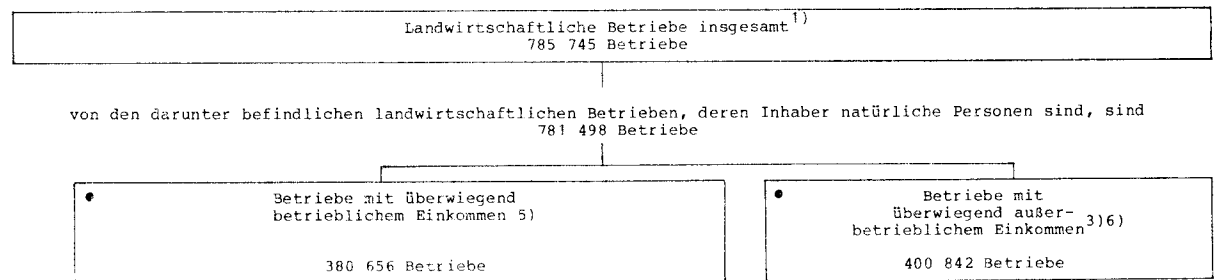 Landwirtschaftliche Betriebe insgesamt 1)
785 745 Betriebe
von den darunter befindlichen landwirtschaftlichen Betrieben, deren Inhaber natürliche Personen sind, sind
781 498 Betriebe
Betriebe mit überwiegend
betrieblichem Einkommen 5)
380 656 Betriebe
Betriebe mit
überwiegend außer-
betrieblichem Einkommen 3)6)
400 842 Betriebe